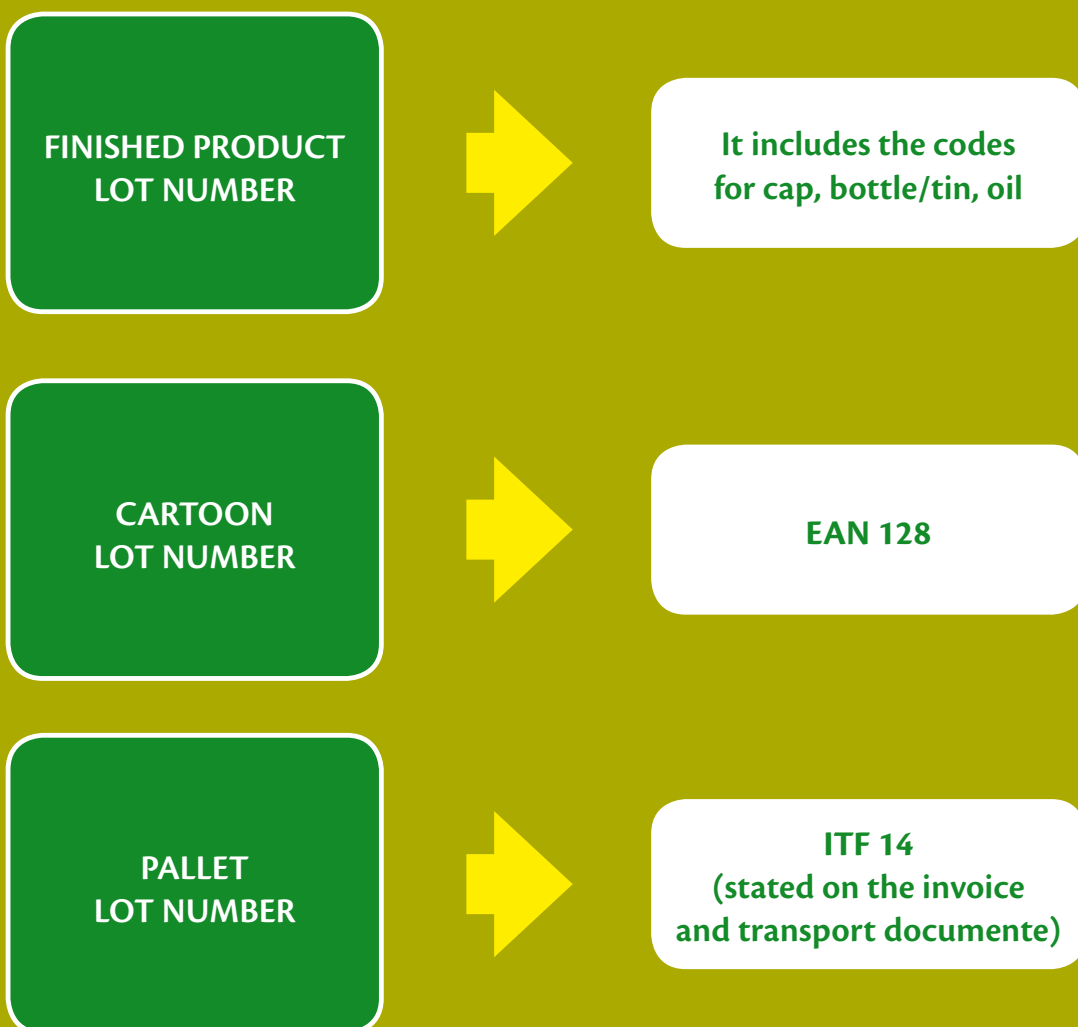 FINISHED PRODUCT
LOT NUMBER
It includes the codes
for cap, bottle/tin, oil
CARTOON
LOT NUMBER
EAN 128
PALLET
LOT NUMBER
ITF 14
(stated on the invoice
and transport documente)